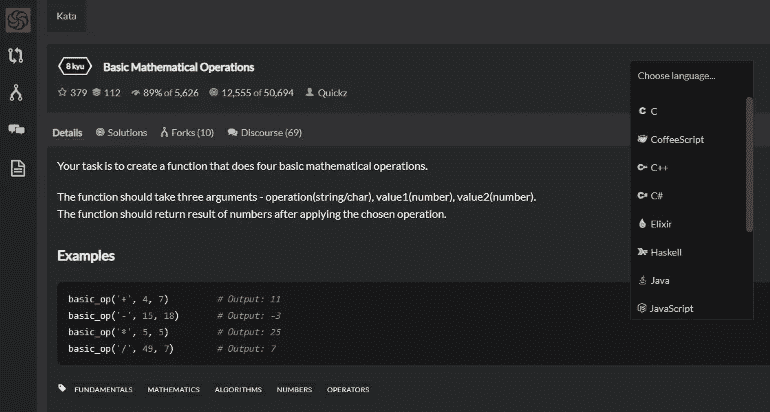 Kata
8 kyu Basic Mathematical Operations
379 112 89% of 5,626 12,555 of 50,694 Quickz
Details Solutions Forks (10) Discourse (69)
Your task is to create a function that does four basic mathematical operations.
The function should take three arguments - operation(string/char), value1(number), value2(number).
The function should return result of numbers after applying the chosen operation.
Examples
basic_op('+', 4, 7) # Output: 11
basic_op('-', 15, 18) # Output: -3
basic_op('*', 5, 5) # Output: 25
basic_op('/', 49, 7) # Output: 7
FUNDAMENTALS MATHEMATICS ALGORITHMS NUMBERS OPERATORS
Choose language...
C
CoffeeScript
C++
C#
Elixir
Haskell
Java
JavaScript